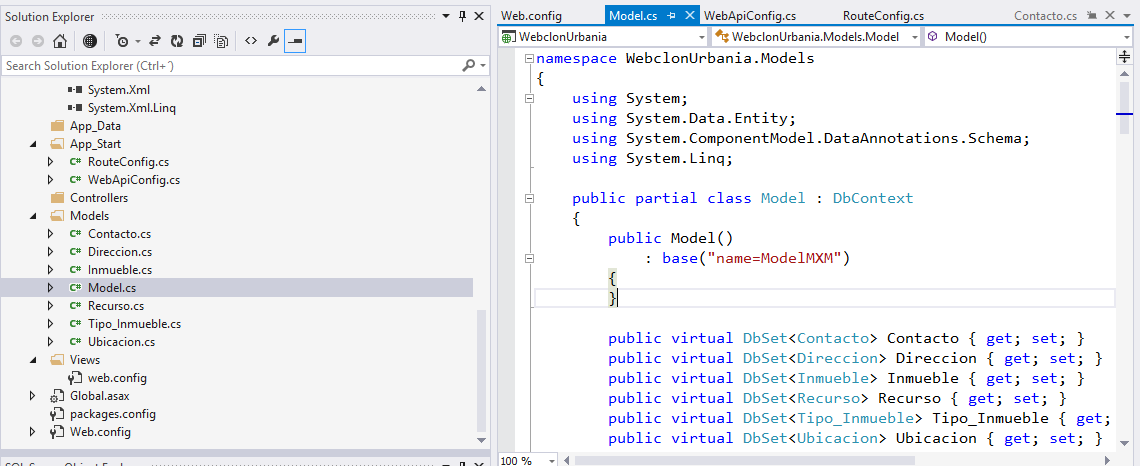 Solution Explorer
Search Solution Explorer (Ctrl+´)
System.Xml
System.Xml.Linq
App_Data
App_Start
C# RouteConfig.cs
C# WebApiConfig.cs
Controllers
Models
C# Contacto.cs
C# Direccion.cs
C# Inmueble.cs
C# Model.cs
C# Recurso.cs
C# Tipo_Inmueble.cs
C# Ubicacion.cs
Views
web.config
Global.asax
packages.config
Web.config
Web.config Model.cs WebApiConfig.cs RouteConfig.cs Contacto.cs
WebclonUrbania WebclonUrbania.Models.Model Model()
namespace WebclonUrbania.Models
{
using System;
using System.Data.Entity;
using System.ComponentModel.DataAnnotations.Schema;
using System.Linq;
public partial class Model : DbContext
{
public Model()
: base("name=ModelMXM")
{
}
public virtual DbSet<Contacto> Contacto { get; set; }
public virtual DbSet<Direccion> Direccion { get; set; }
public virtual DbSet<Inmueble> Inmueble { get; set; }
public virtual DbSet<Recurso> Recurso { get; set; }
public virtual DbSet<Tipo_Inmueble> Tipo_Inmueble { get;
public virtual DbSet<Ubicacion> Ubicacion { get; set; }
100 %